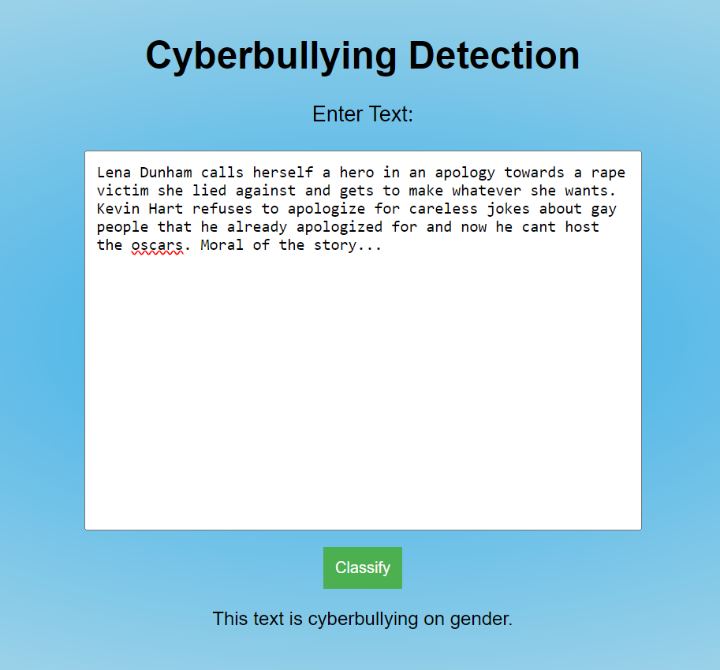 Cyberbullying Detection
Enter Text:
Lena Dunham calls herself a hero in an apology towards a rape
victim she lied against and gets to make whatever she wants.
Kevin Hart refuses to apologize for careless jokes about gay
people that he already apologized for and now he cant host
the oscars. Moral of the story...
Classify
This text is cyberbullying on gender.